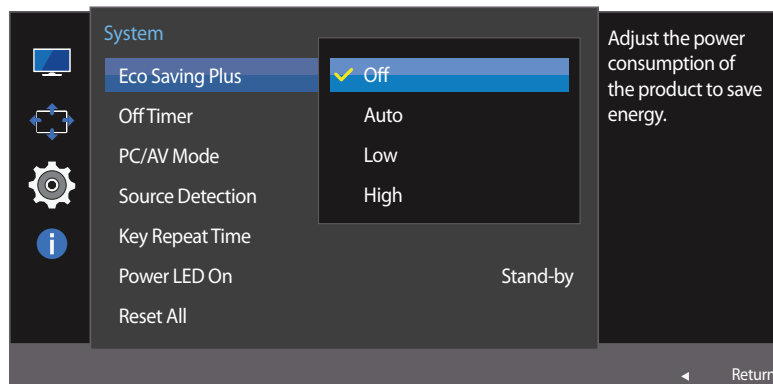 System
Eco Saving Plus
Off
Off Timer
Auto
PC/AV Mode
Low
Source Detection
High
Key Repeat Time
Power LED On
Stand-by
Reset All
Adjust the power
consumption of
the product to save
energy.
Return